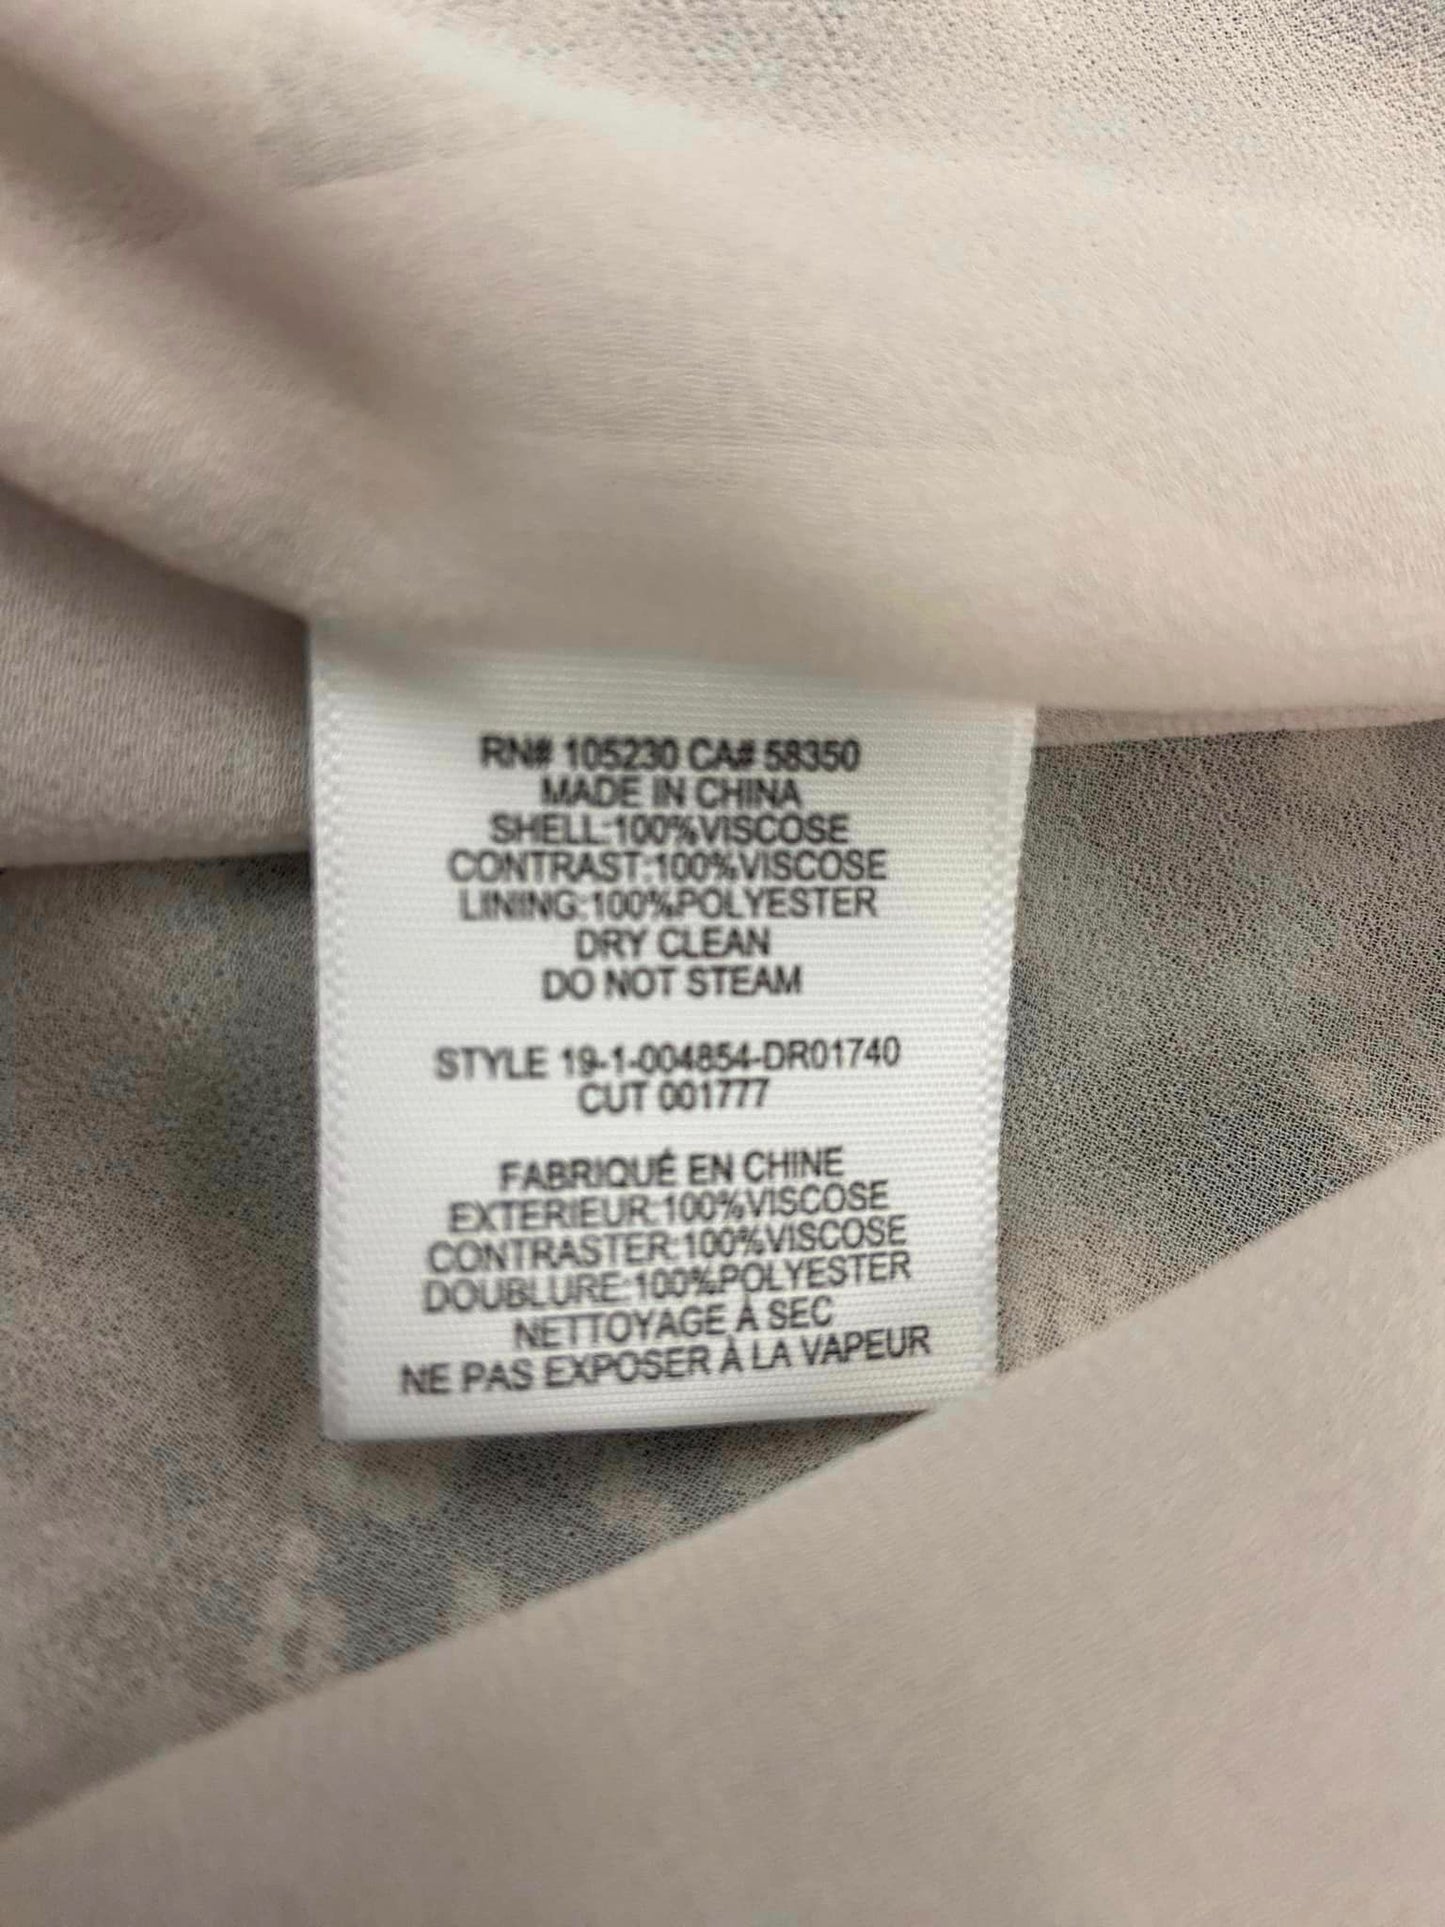 RN# 105230 CA# 58350
MADE IN CHINA
SHELL:100%VISCOSE
CONTRAST:100%VISCOSE
LINING:100%POLYESTER
DRY CLEAN
DO NOT STEAM
STYLE 19-1-004854-DR01740
CUT 001777
FABRIQUÉ EN CHINE
EXTERIEUR:100%VISCOSE
CONTRASTER:100%VISCOSE
DOUBLURE:100%POLYESTER
NETTOYAGE À SEC
NE PAS EXPOSER À LA VAPEUR